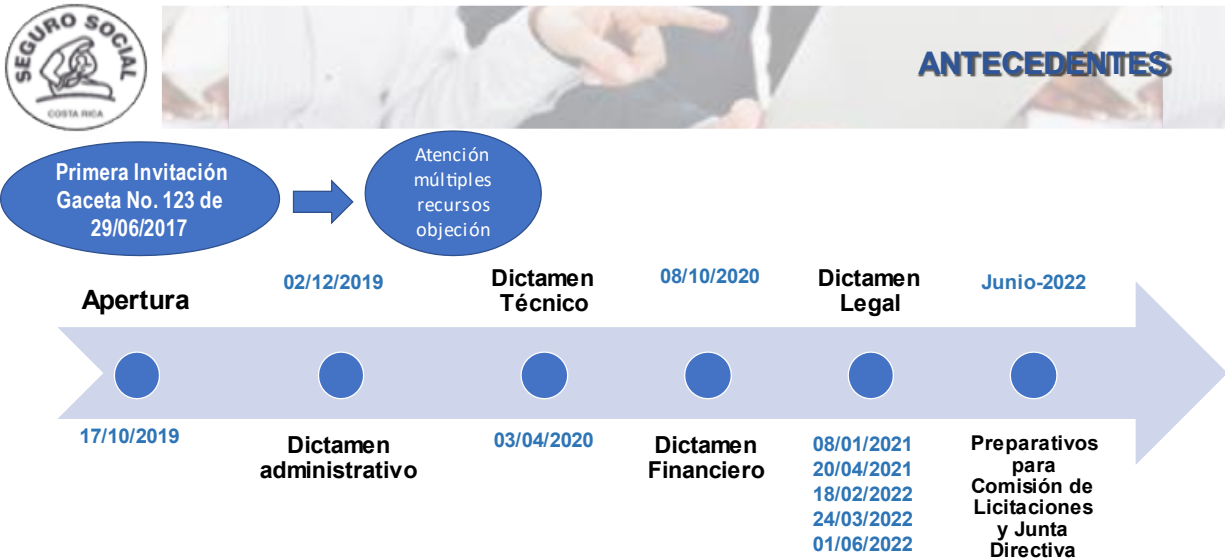 SEGURO SOCIAL
COSTA RICA
ANTECEDENTES
Primera Invitación
Gaceta No. 123 de
29/06/2017
Atención
múltiples
recursos
objeción
Apertura
17/10/2019
02/12/2019
Dictamen
administrativo
Dictamen
Técnico
03/04/2020
08/10/2020
Dictamen
Financiero
Dictamen
Legal
08/01/2021
20/04/2021
18/02/2022
24/03/2022
01/06/2022
Junio-2022
Preparativos
para
Comisión de
Licitaciones
y Junta
Directiva